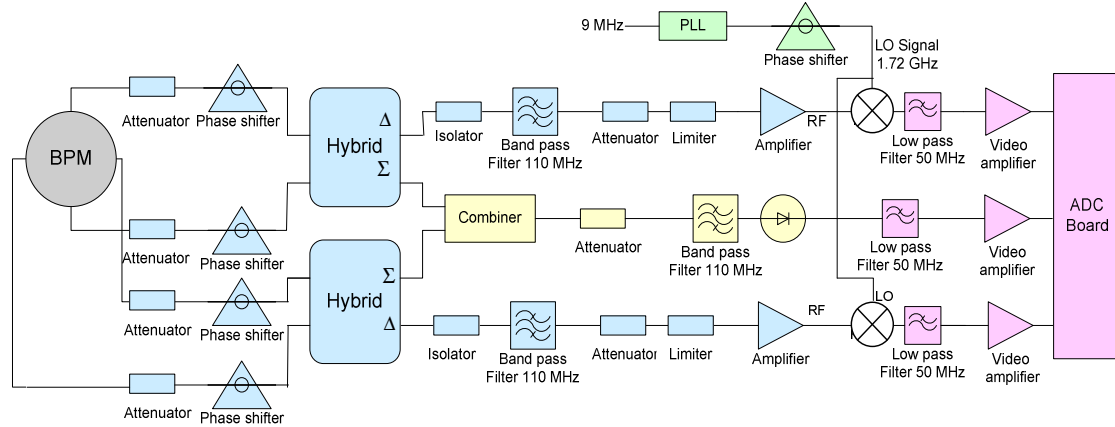 9 MHz
PLL
Phase shifter
LO Signal
1.72 GHz
Attenuator
Phase shifter
Δ
Hybrid
Σ
Isolator
Band pass
Filter 110 MHz
Attenuator
Limiter
Amplifier
RF
Low pass
Filter 50 MHz
Video
amplifier
BPM
ADC
Board
Attenuator
Phase shifter
Combiner
Attenuator
Band pass
Filter 110 MHz
Low pass
Filter 50 MHz
Video
amplifier
Attenuator
Phase shifter
Σ
Hybrid
Δ
Isolator
Band pass
Filter 110 MHz
Attenuator
Limiter
Amplifier
RF
LO
Low pass
Filter 50 MHz
Video
amplifier
Attenuator
Phase shifter